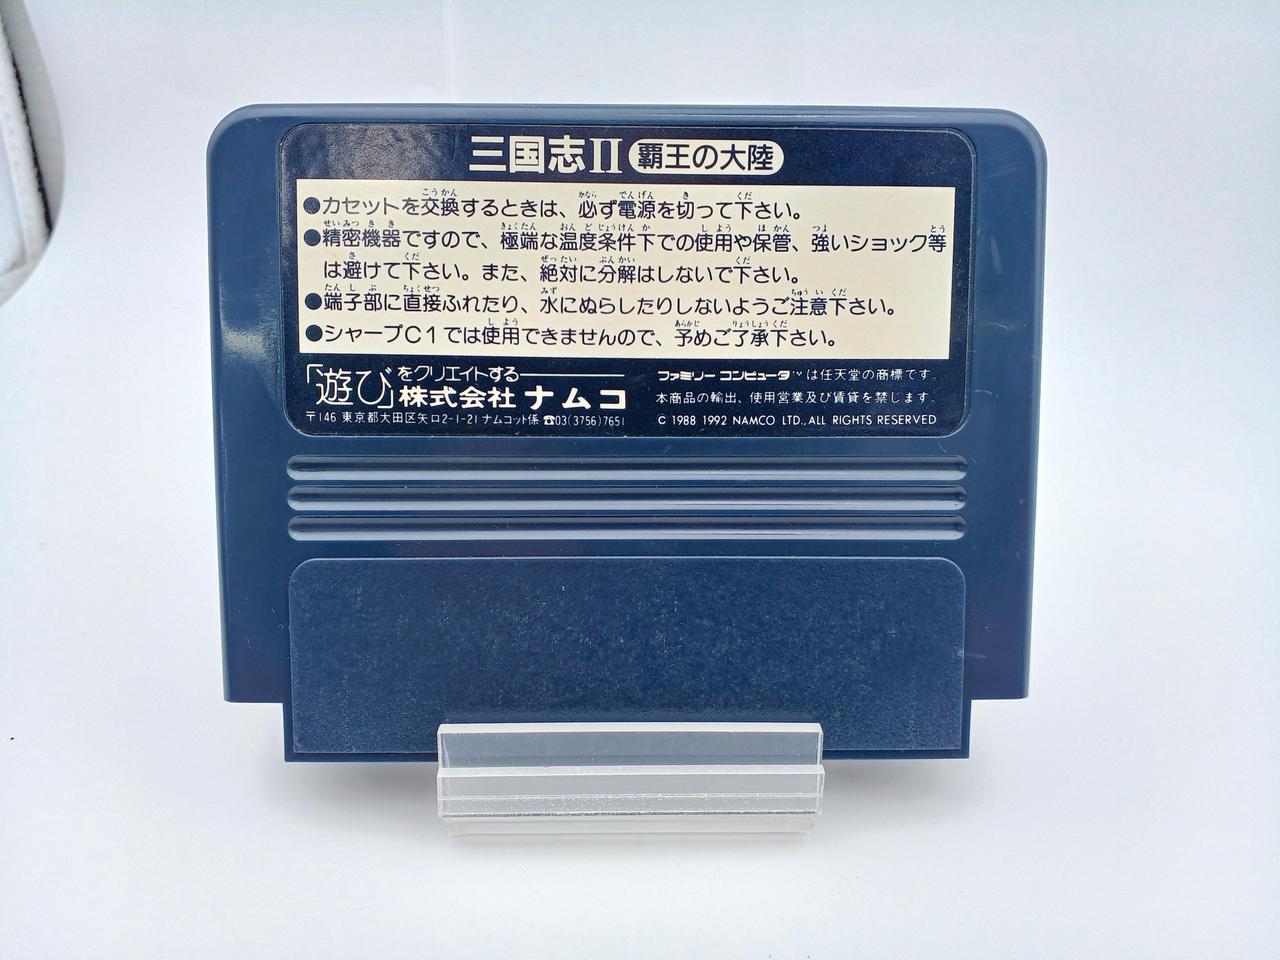 三国志II 覇王の大陸
●カセットを交換するときは、必ず電源を切って下さい。
●精密機器ですので、極端な温度条件下での使用や保管、強いショック等
は避けて下さい。また、絶対に分解はしないで下さい。
●端子部に直接ふれたり、水にぬらしたりしないようご注意下さい。
●シャープC1では使用できませんので、予めご了承下さい。
「遊び」をクリエイトする
株式会社ナムコ
〒146 東京都大田区矢口2-1-21 ナムコット係 ☎03(3756)7651
ファミリーコンピュータ™は任天堂の商標です。
本商品の輸出、使用営業及び賃貸を禁じます。
© 1988 1992 NAMCO LTD., ALL RIGHTS RESERVED